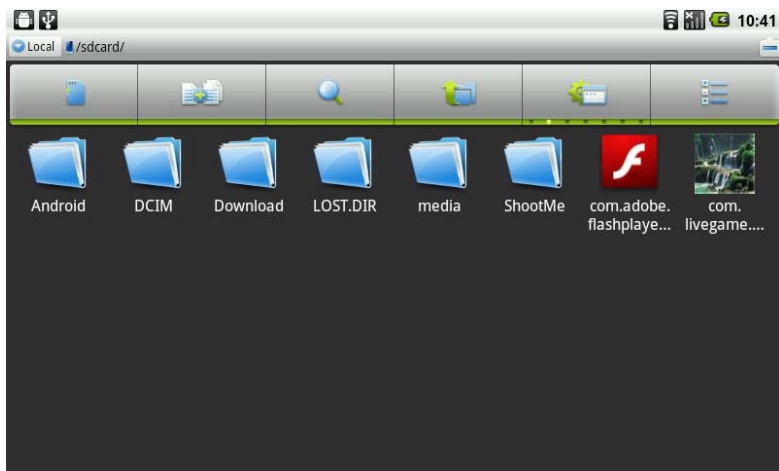 10:41
Local /sdcard/
Android DCIM Download LOST.DIR media ShootMe com.adobe. com.
flashplaye... livegame....